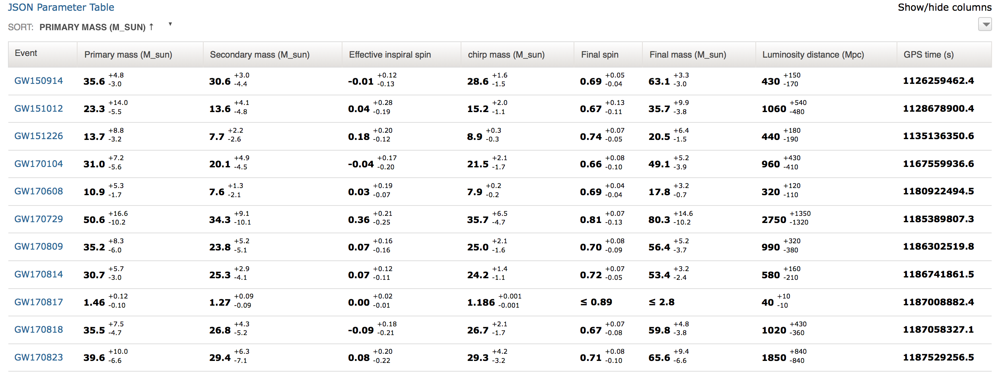 JSON Parameter Table Show/hide columns
SORT: PRIMARY MASS (M_SUN) ↑ ▼
Event Primary mass (M_sun) Secondary mass (M_sun) Effective inspiral spin chirp mass (M_sun) Final spin Final mass (M_sun) Luminosity distance (Mpc) GPS time (s)
GW150914 35.6 +4.8 -3.0 30.6 +3.0 -4.4 -0.01 +0.12 -0.13 28.6 +1.6 -1.5 0.69 +0.05 -0.04 63.1 +3.3 -3.0 430 +150 -170 1126259462.4
GW151012 23.3 +14.0 -5.5 13.6 +4.1 -4.8 0.04 +0.28 -0.19 15.2 +2.0 -1.1 0.67 +0.13 -0.11 35.7 +9.9 -3.8 1060 +540 -480 1128678900.4
GW151226 13.7 +8.8 -3.2 7.7 +2.2 -2.6 0.18 +0.20 -0.12 8.9 +0.3 -0.3 0.74 +0.07 -0.05 20.5 +6.4 -1.5 440 +180 -190 1135136350.6
GW170104 31.0 +7.2 -5.6 20.1 +4.9 -4.5 -0.04 +0.17 -0.20 21.5 +2.1 -1.7 0.66 +0.08 -0.10 49.1 +5.2 -3.9 960 +430 -410 1167559936.6
GW170608 10.9 +5.3 -1.7 7.6 +1.3 -2.1 0.03 +0.19 -0.07 7.9 +0.2 -0.2 0.69 +0.04 -0.04 17.8 +3.2 -0.7 320 +120 -110 1180922494.5
GW170729 50.6 +16.6 -10.2 34.3 +9.1 -10.1 0.36 +0.21 -0.25 35.7 +6.5 -4.7 0.81 +0.07 -0.13 80.3 +14.6 -10.2 2750 +1350 -1320 1185389807.3
GW170809 35.2 +8.3 -6.0 23.8 +5.2 -5.1 0.07 +0.16 -0.16 25.0 +2.1 -1.6 0.70 +0.08 -0.09 56.4 +5.2 -3.7 990 +320 -380 1186302519.8
GW170814 30.7 +5.7 -3.0 25.3 +2.9 -4.1 0.07 +0.12 -0.11 24.2 +1.4 -1.1 0.72 +0.07 -0.05 53.4 +3.2 -2.4 580 +160 -210 1186741861.5
GW170817 1.46 +0.12 -0.10 1.27 +0.09 -0.09 0.00 +0.02 -0.01 1.186 +0.001 -0.001 ≤ 0.89 ≤ 2.8 40 +10 -10 1187008882.4
GW170818 35.5 +7.5 -4.7 26.8 +4.3 -5.2 -0.09 +0.18 -0.21 26.7 +2.1 -1.7 0.67 +0.07 -0.08 59.8 +4.8 -3.8 1020 +430 -360 1187058327.1
GW170823 39.6 +10.0 -6.6 29.4 +6.3 -7.1 0.08 +0.20 -0.22 29.3 +4.2 -3.2 0.71 +0.08 -0.10 65.6 +9.4 -6.6 1850 +840 -840 1187529256.5